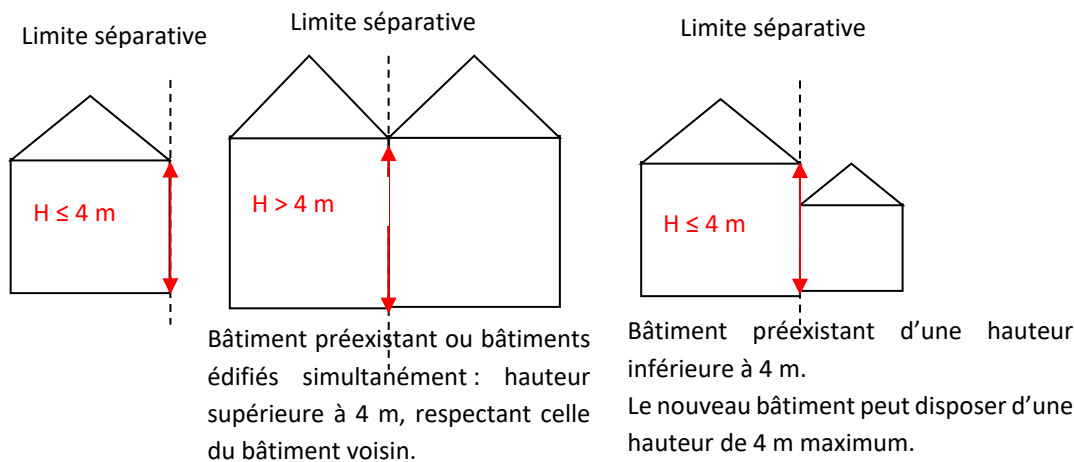 Limite séparative
Limite séparative
Limite séparative
H ≤ 4 m
H > 4 m
H ≤ 4 m
Bâtiment préexistant ou bâtiments
édifiés simultanément : hauteur
supérieure à 4 m, respectant celle
du bâtiment voisin.
Bâtiment préexistant d’une hauteur
inférieure à 4 m.
Le nouveau bâtiment peut disposer d’une
hauteur de 4 m maximum.